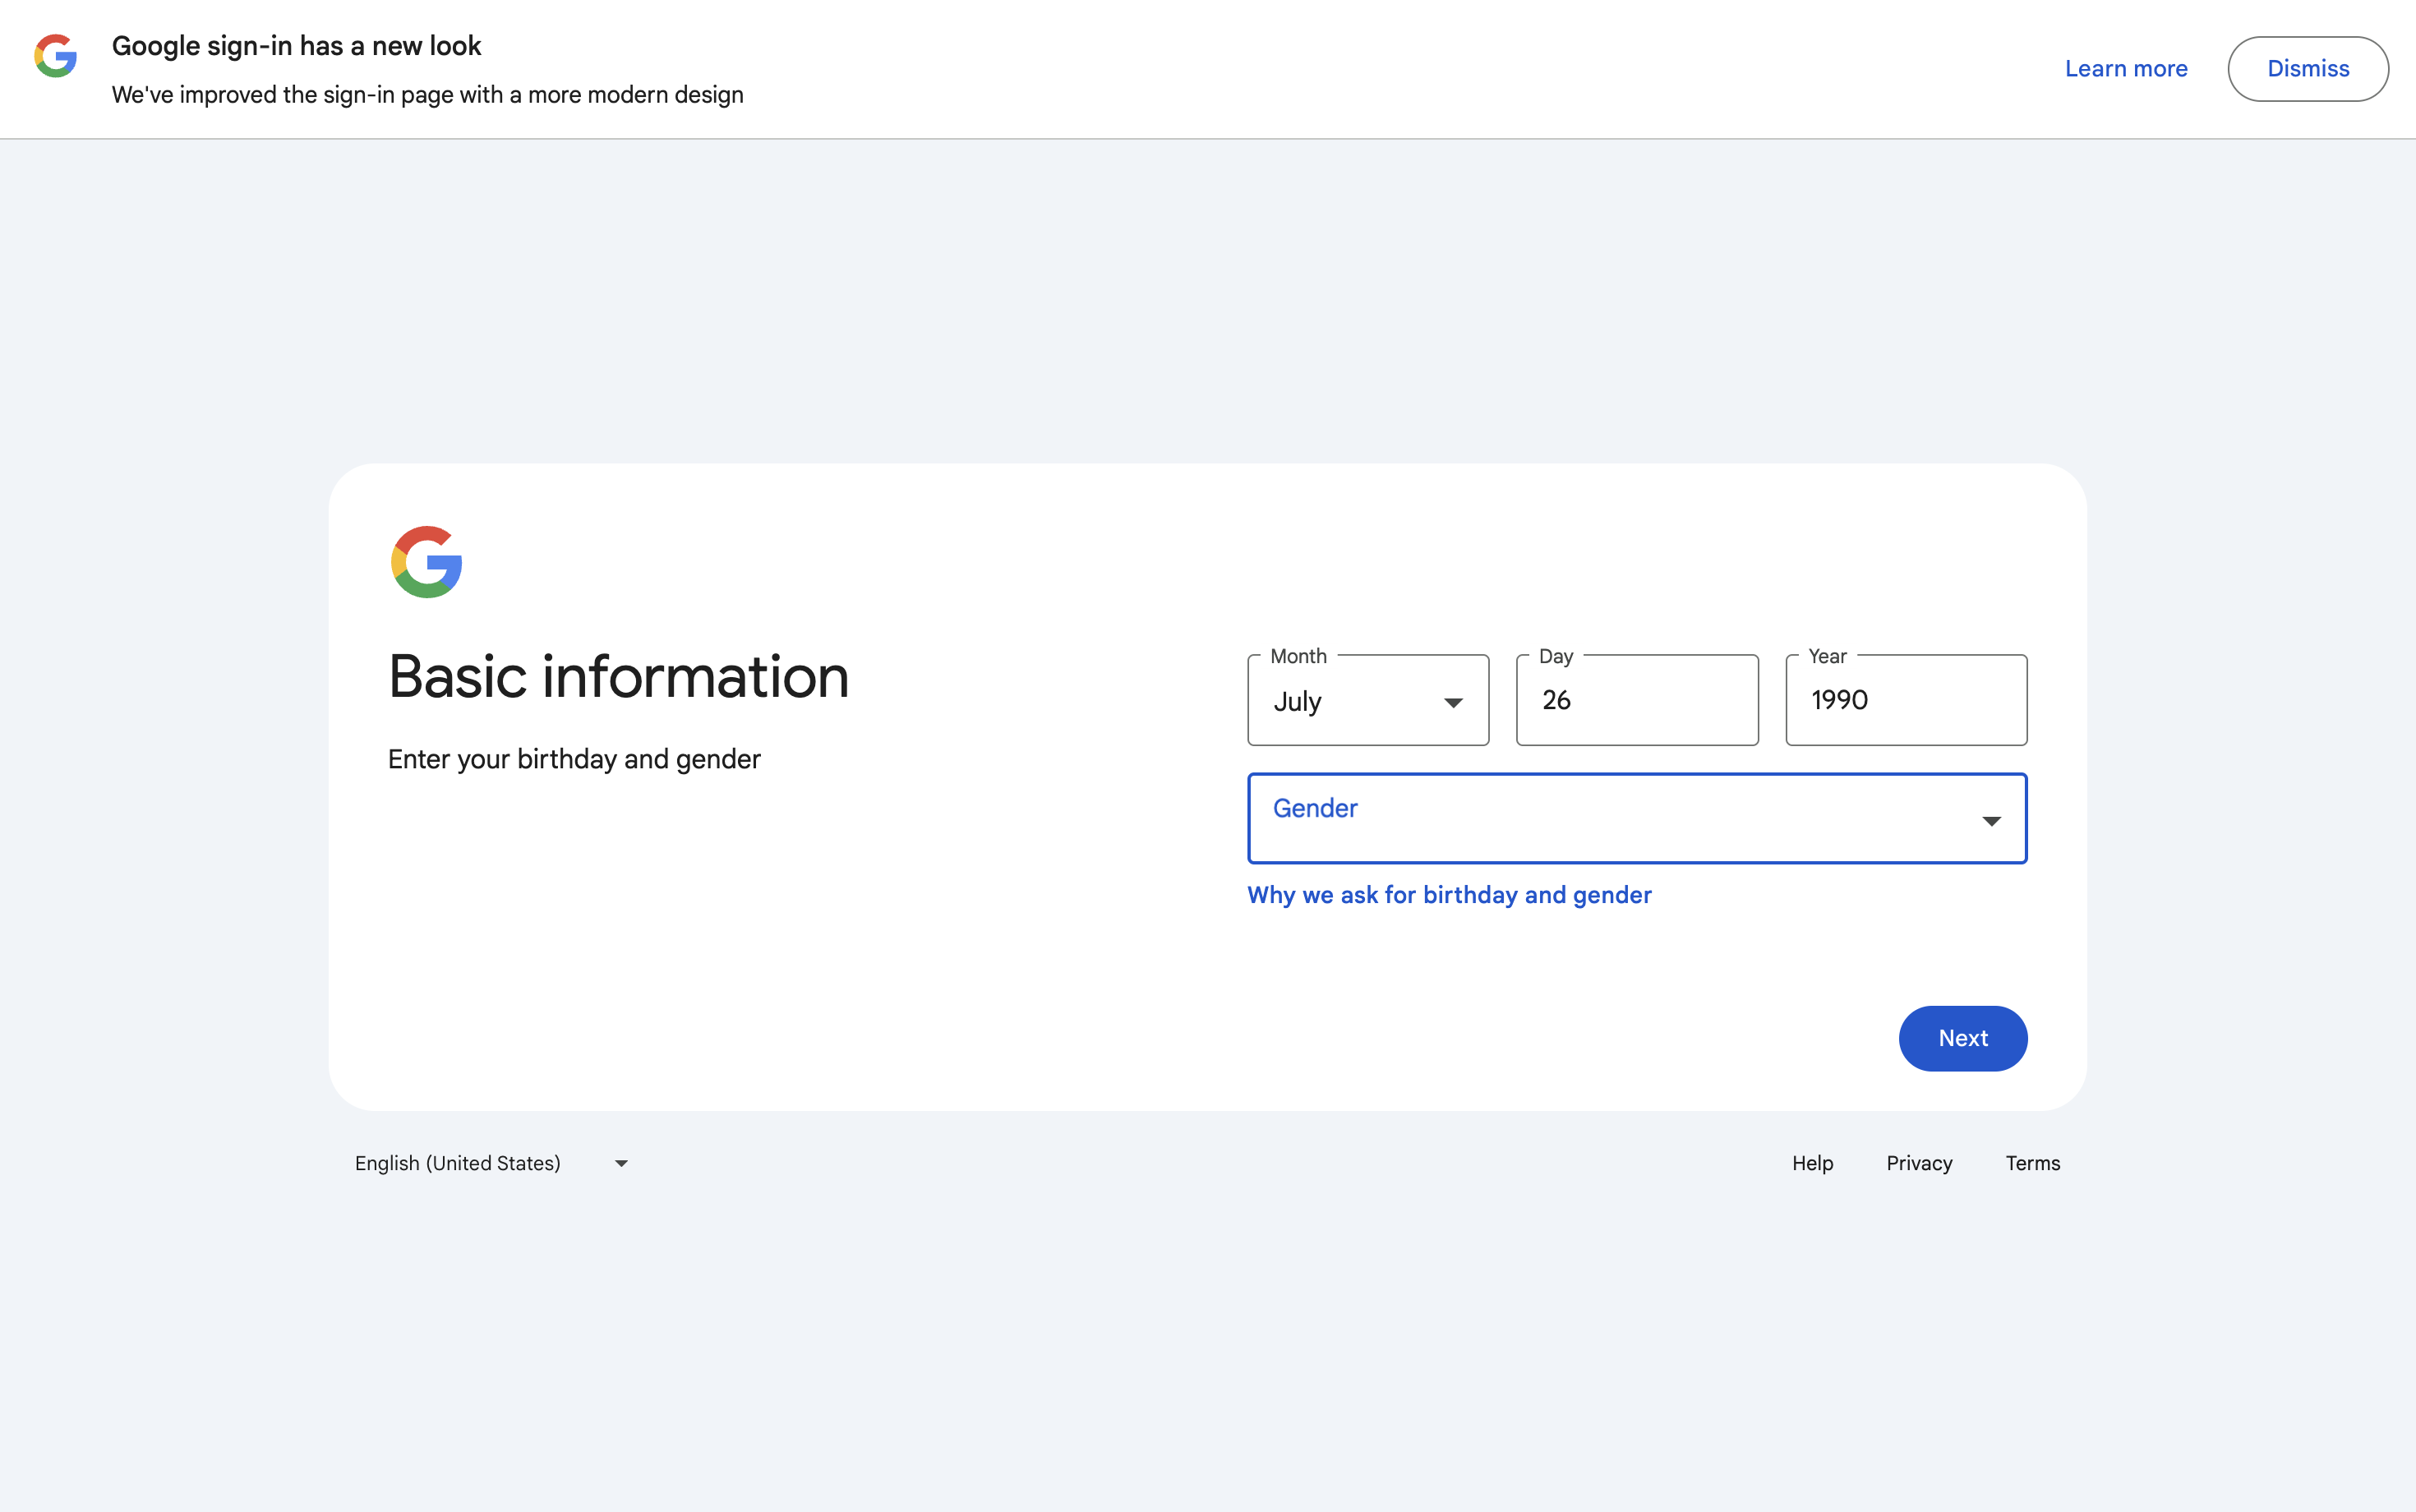 Google sign-in has a new look
We've improved the sign-in page with a more modern design
Learn more
Dismiss
Basic information
Enter your birthday and gender
Month
July
Day
26
Year
1990
Gender
Why we ask for birthday and gender
Next
English (United States)
Help
Privacy
Terms